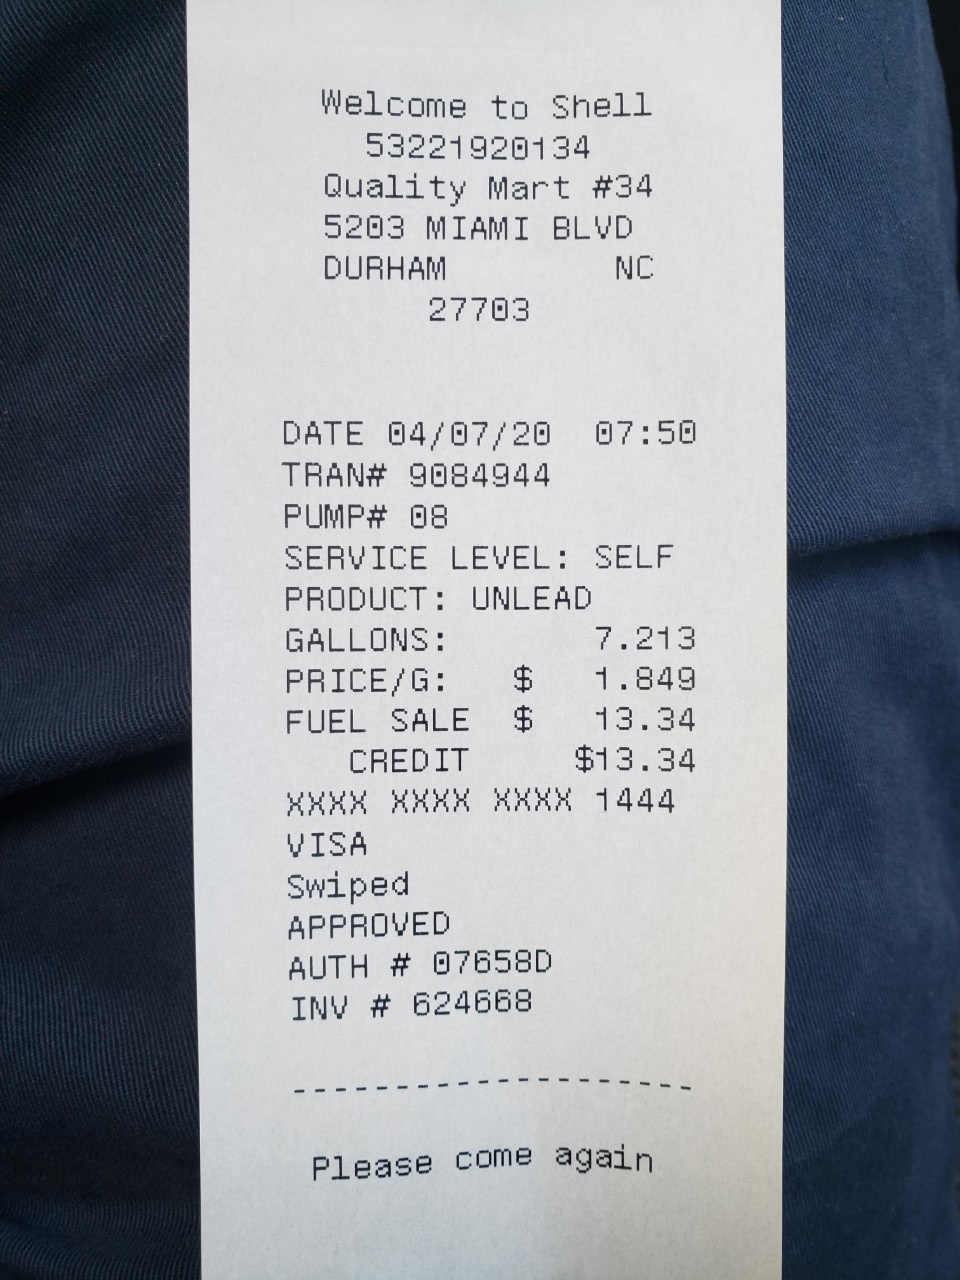 Welcome to Shell
53221920134
Quality Mart #34
5203 MIAMI BLVD
DURHAM NC
27703
DATE 04/07/20 07:50
TRAN# 9084944
PUMP# 08
SERVICE LEVEL: SELF
PRODUCT: UNLEAD
GALLONS: 7.213
PRICE/G: $ 1.849
FUEL SALE $ 13.34
CREDIT $13.34
XXXX XXXX XXXX 1444
VISA
Swiped
APPROVED
AUTH # 07658D
INV # 624668
--------------------
Please come again